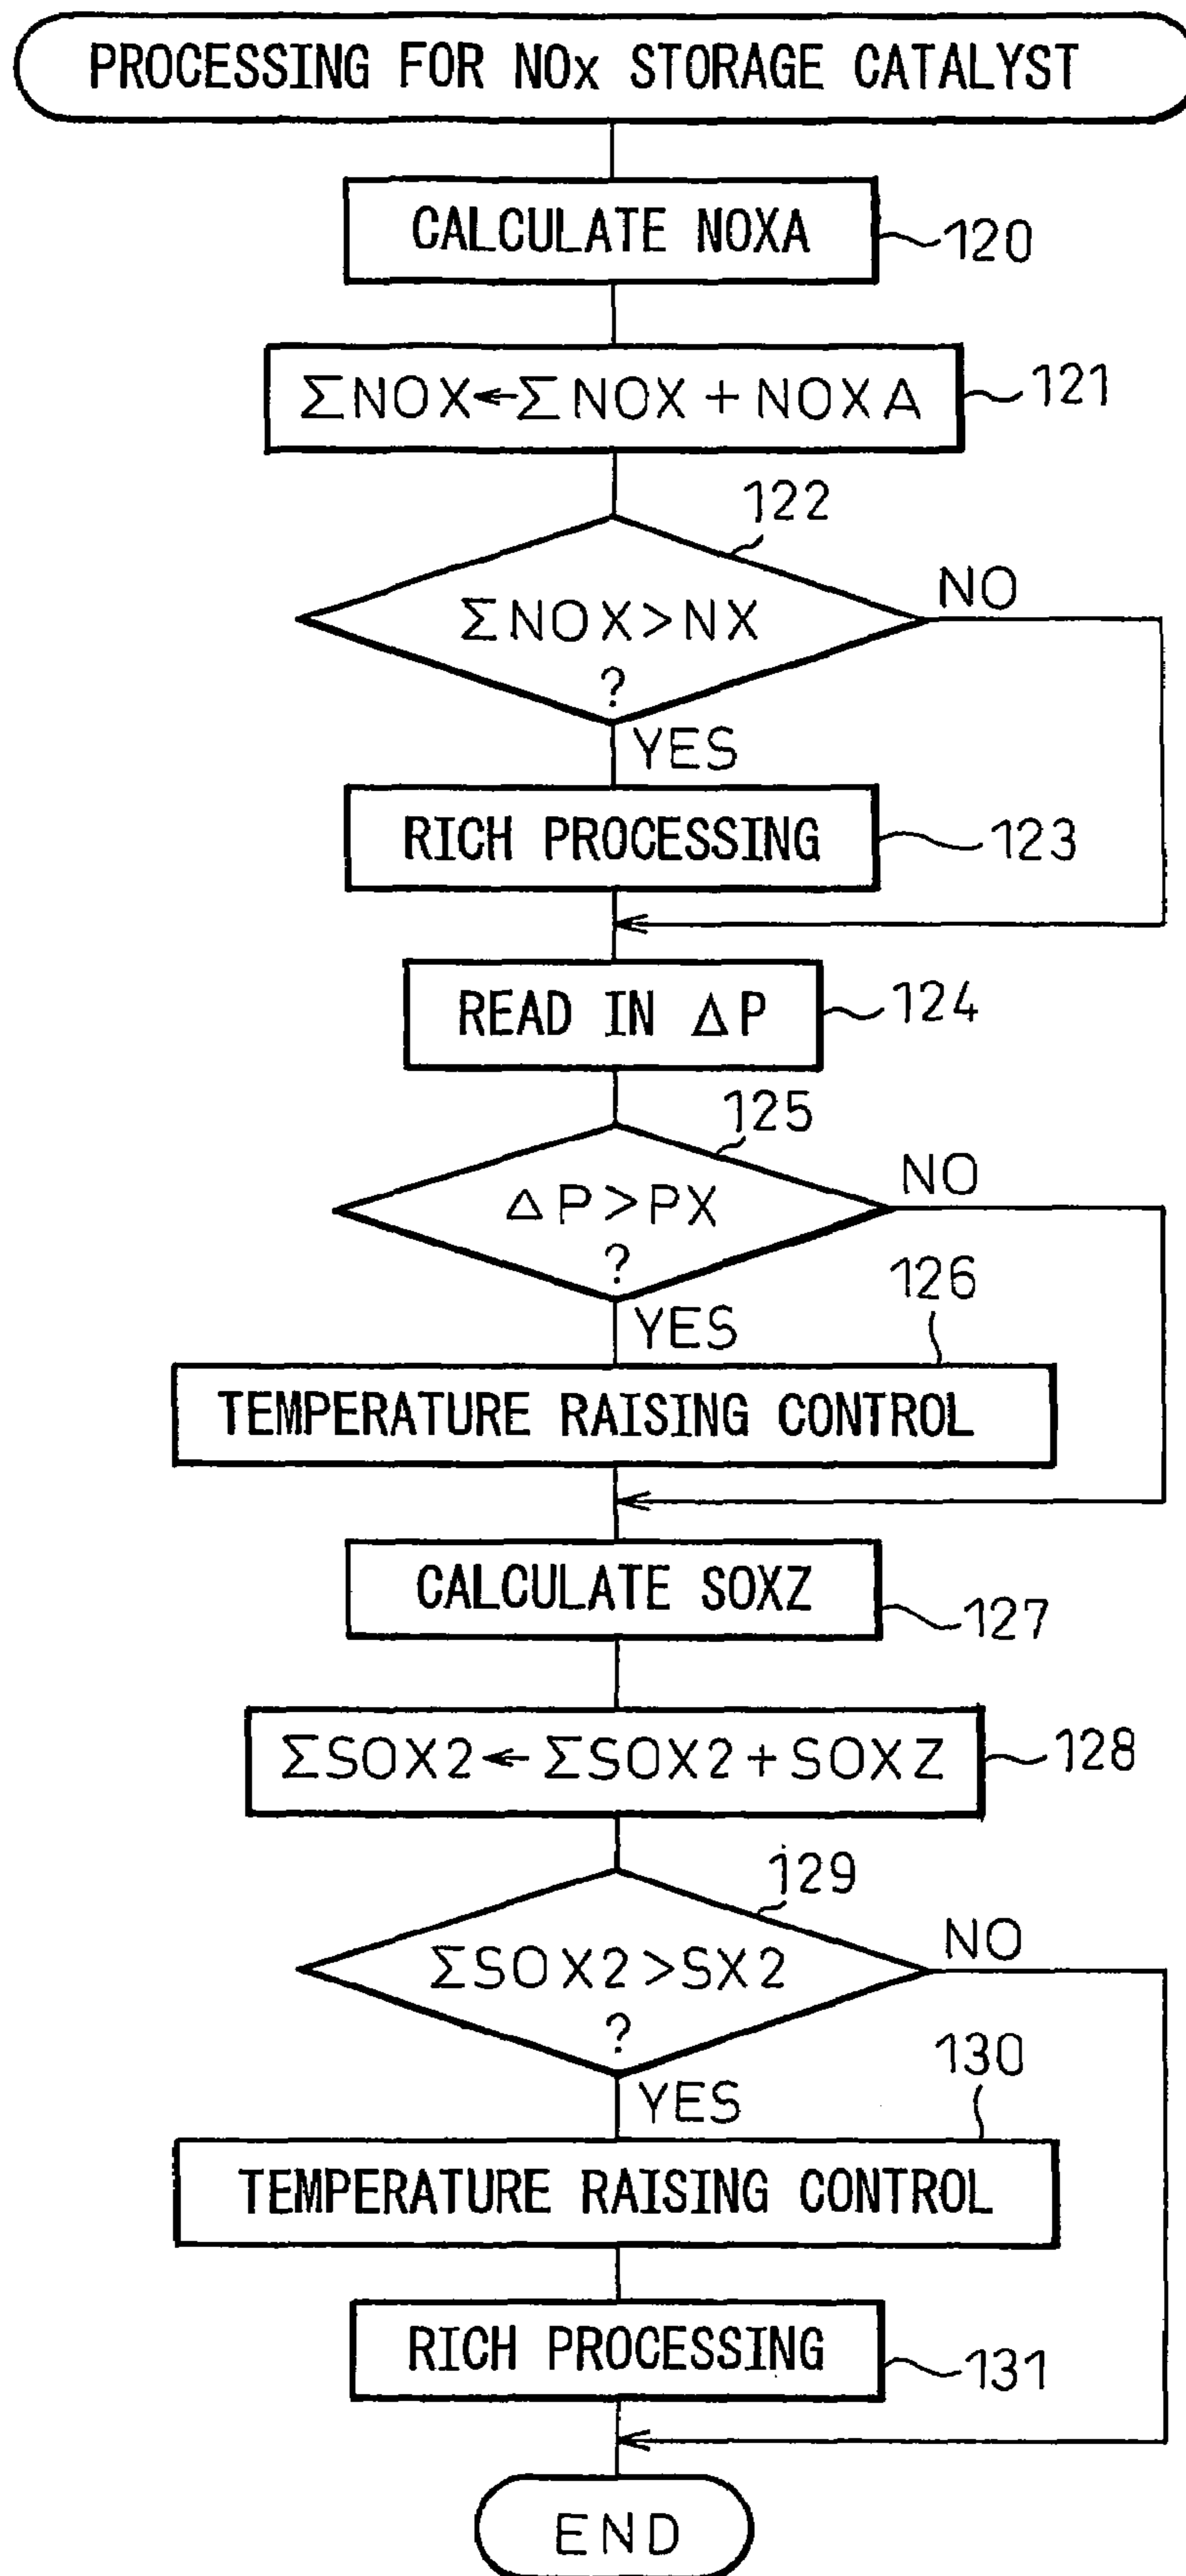 PROCESSING FOR NOx STORAGE CATALYST
CALCULATE NOXA
120
ΣNOX←ΣNOX+NOXA
121
122
ΣNOX>NX
?
NO
YES
RICH PROCESSING
123
READ IN ΔP
124
125
ΔP>PX
?
NO
YES
126
TEMPERATURE RAISING CONTROL
CALCULATE SOXZ
127
ΣSOX2←ΣSOX2+SOXZ
128
129
ΣSOX2>SX2
?
NO
YES
130
TEMPERATURE RAISING CONTROL
RICH PROCESSING
131
END